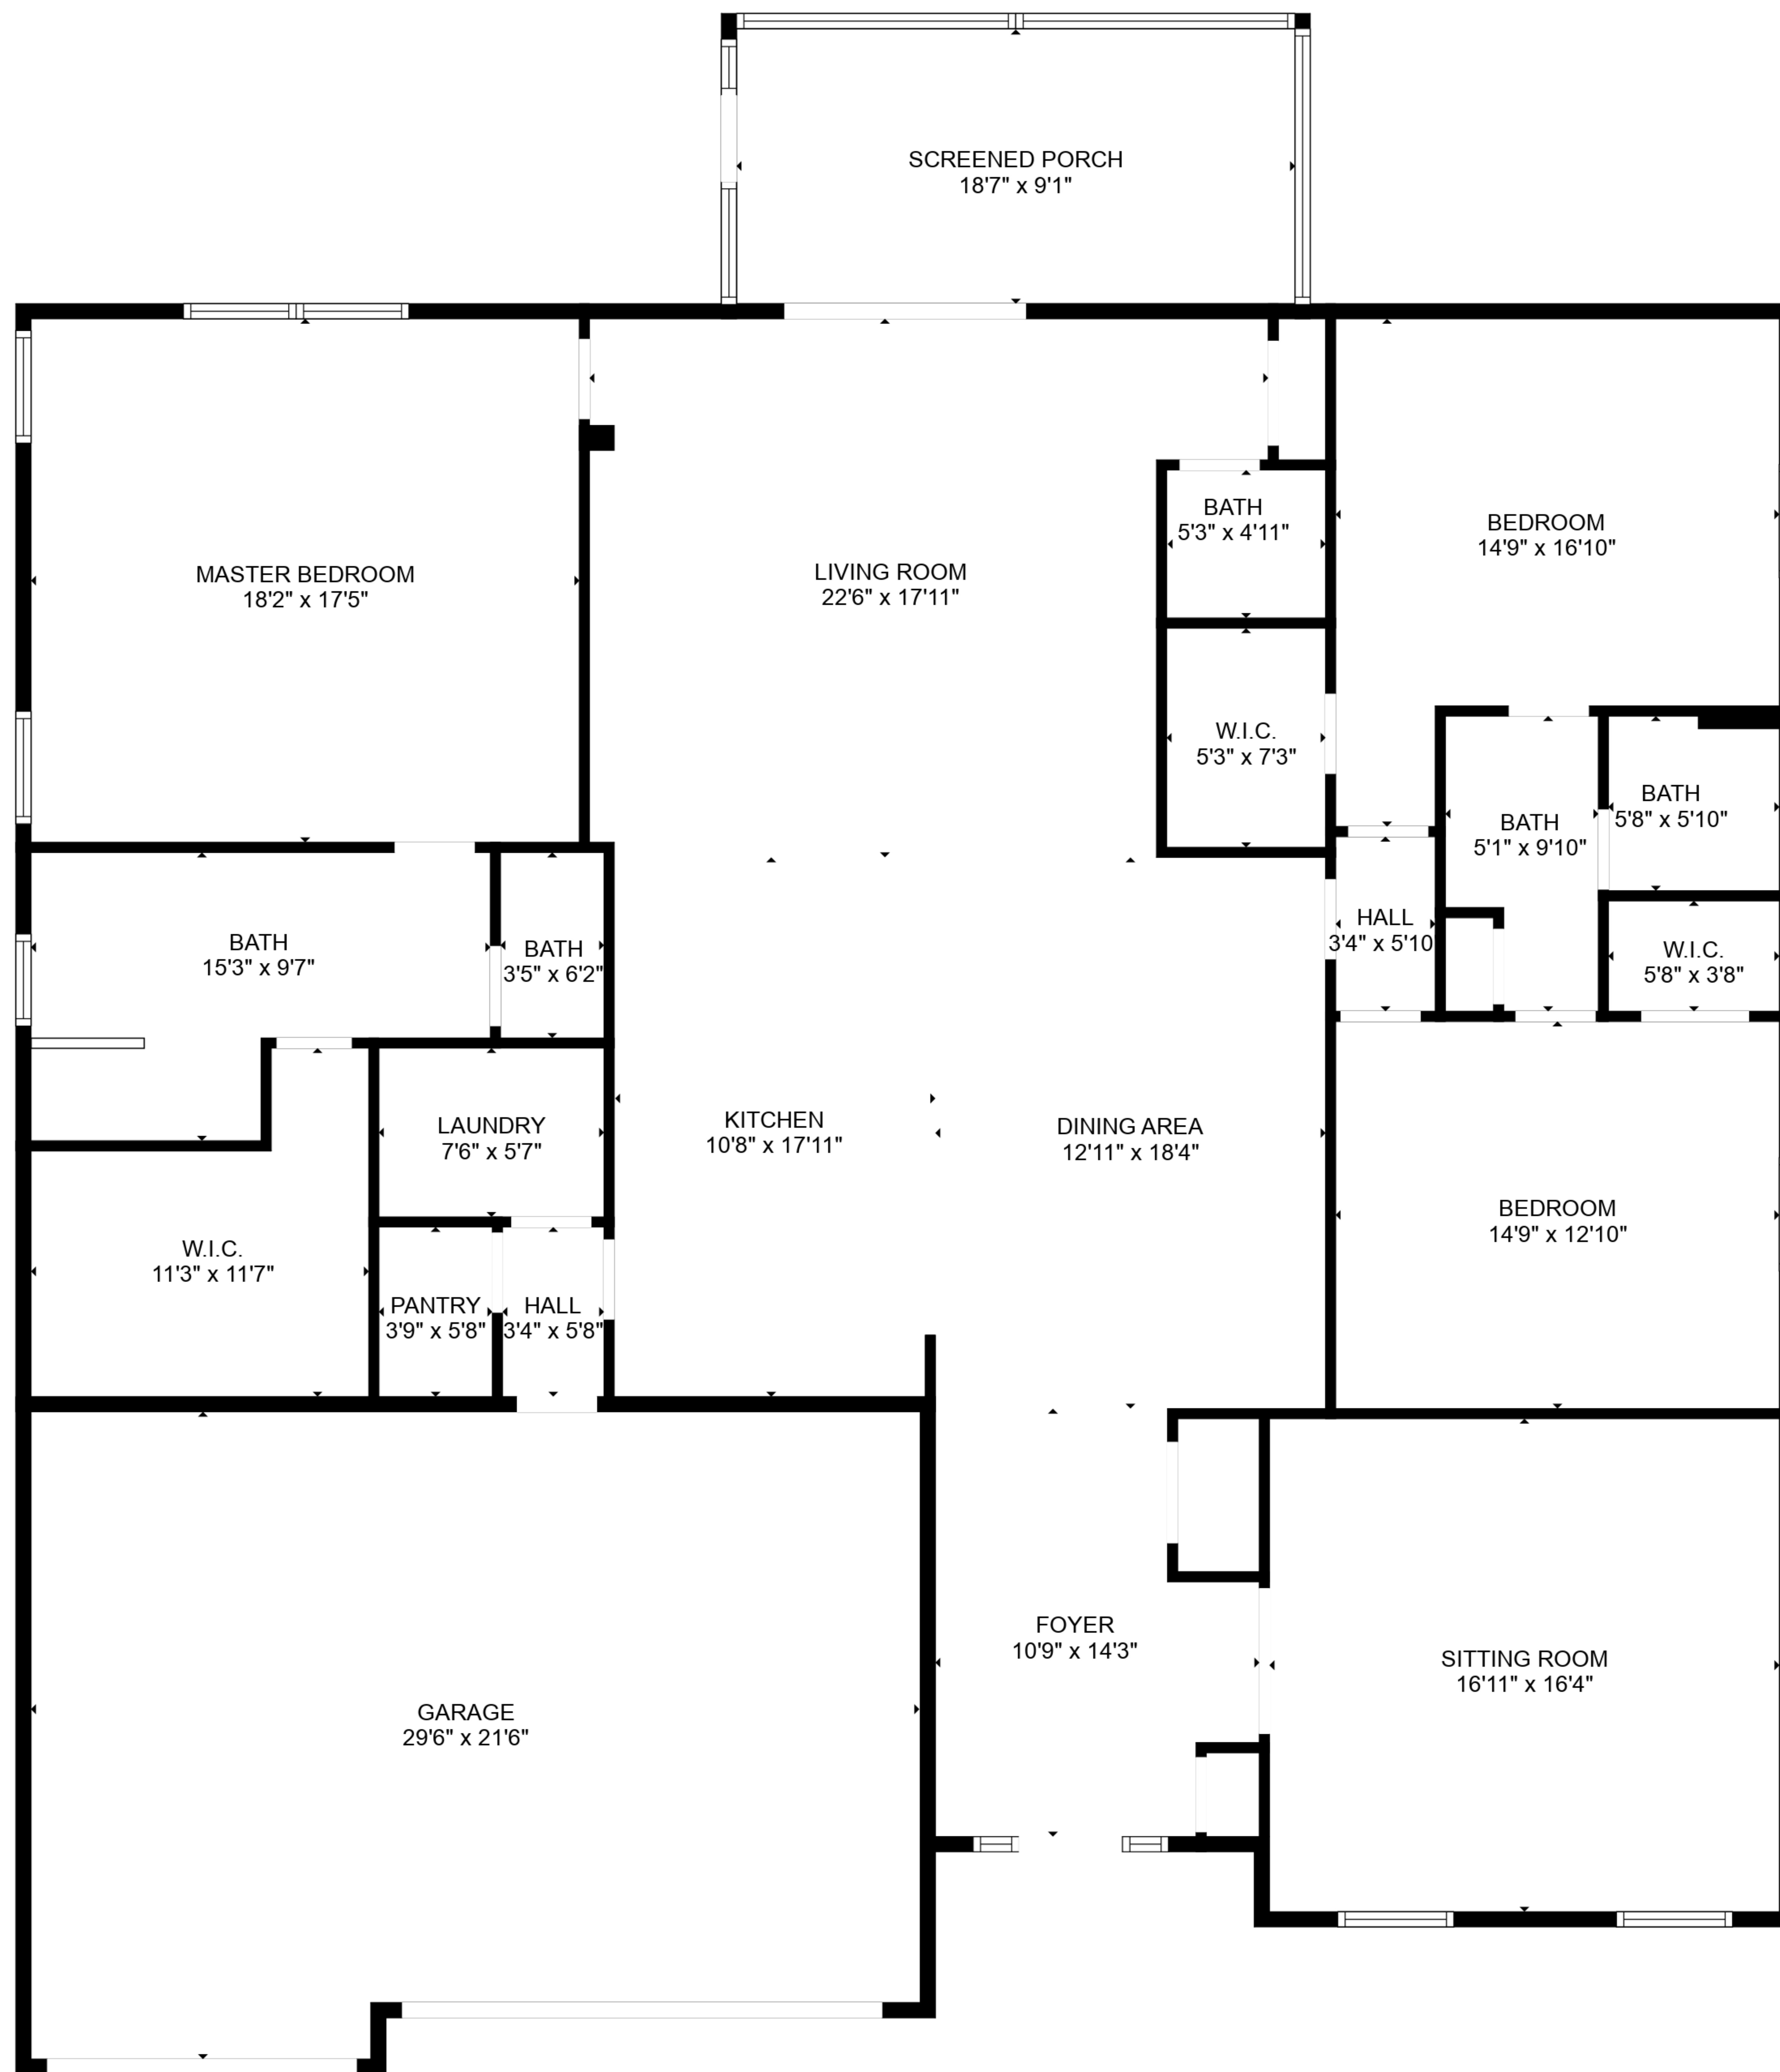 SCREENED PORCH
18'7" x 9'1"
BATH
5'3" x 4'11"
BEDROOM
14'9" x 16'10"
MASTER BEDROOM
18'2" x 17'5"
LIVING ROOM
22'6" x 17'11"
W.I.C.
5'3" x 7'3"
BATH
5'8" x 5'10"
BATH
5'1" x 9'10"
HALL
3'4" x 5'10
BATH
15'3" x 9'7"
BATH
3'5" x 6'2"
W.I.C.
5'8" x 3'8"
LAUNDRY
7'6" x 5'7"
KITCHEN
10'8" x 17'11"
DINING AREA
12'11" x 18'4"
BEDROOM
14'9" x 12'10"
W.I.C.
11'3" x 11'7"
PANTRY
3'9" x 5'8"
HALL
3'4" x 5'8"
FOYER
10'9" x 14'3"
SITTING ROOM
16'11" x 16'4"
GARAGE
29'6" x 21'6"